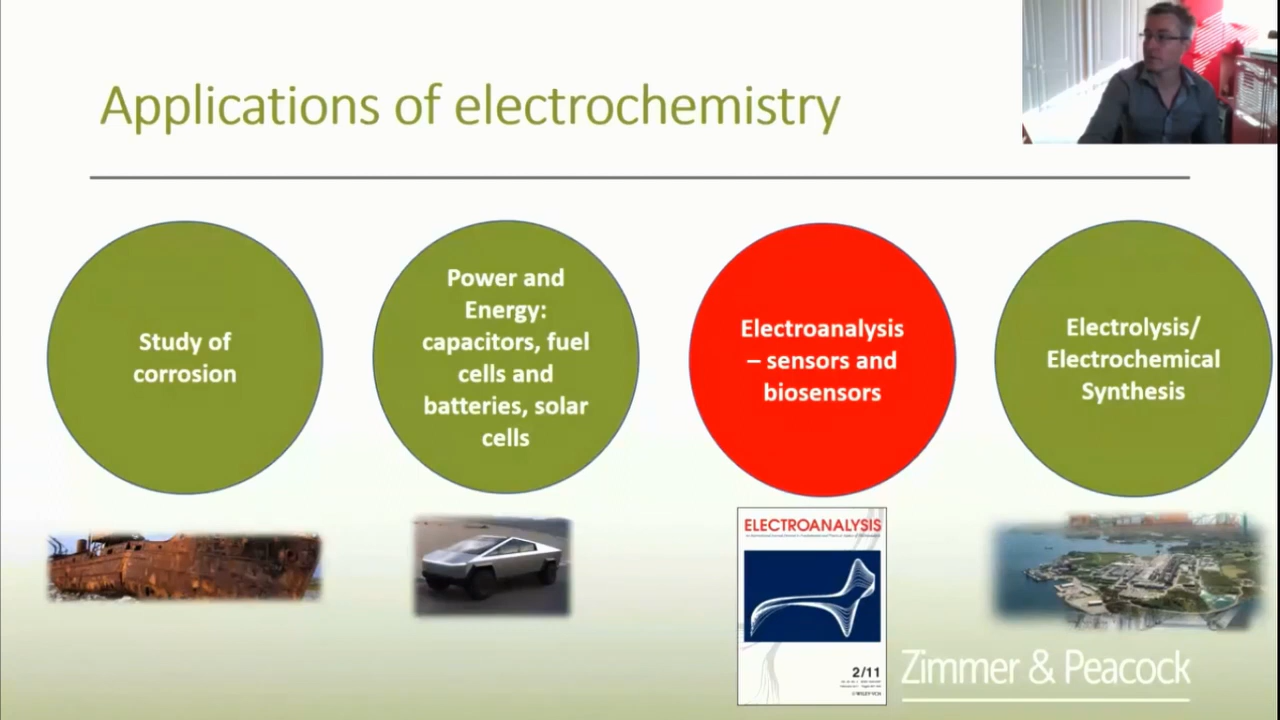 Applications of electrochemistry
Study of
corrosion
Power and
Energy:
capacitors, fuel
cells and
batteries, solar
cells
Electroanalysis
– sensors and
biosensors
Electrolysis/
Electrochemical
Synthesis
ELECTROANALYSIS
2/11
Zimmer & Peacock